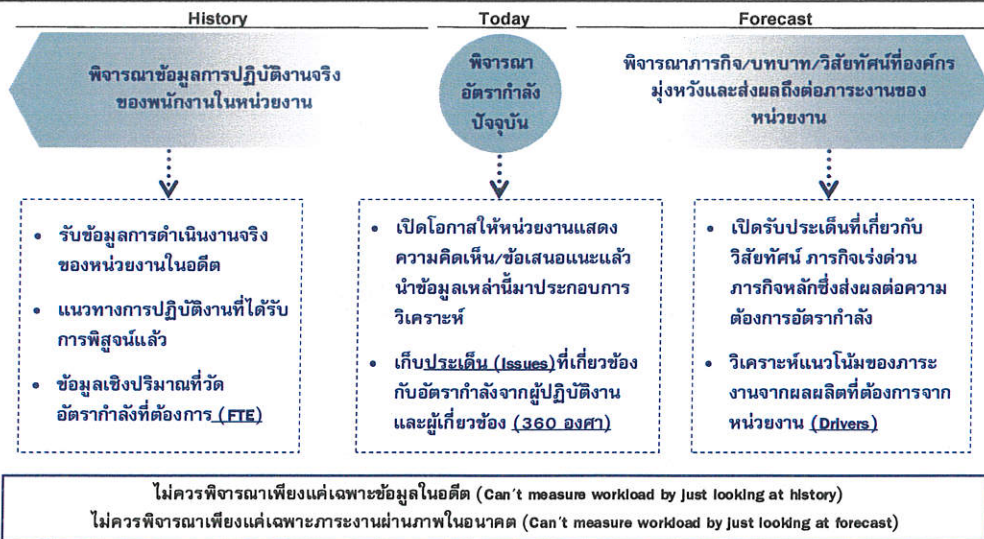 History
Today
Forecast
พิจารณาข้อมูลการปฏิบัติงานจริง
ของพนักงานในหน่วยงาน
พิจารณา
อัตรากำลัง
ปัจจุบัน
พิจารณาภารกิจ/บทบาท/วิสัยทัศน์ที่องค์กร
มุ่งหวังและส่งผลถึงต่อภาระงานของ
หน่วยงาน
• รับข้อมูลการดำเนินงานจริง
ของหน่วยงานในอดีต
• แนวทางการปฏิบัติงานที่ได้รับ
การพิสูจน์แล้ว
• ข้อมูลเชิงปริมาณที่วัด
อัตรากำลังที่ต้องการ (FTE)
• เปิดโอกาสให้หน่วยงานแสดง
ความคิดเห็น/ข้อเสนอแนะแล้ว
นำข้อมูลเหล่านี้มาประกอบการ
วิเคราะห์
• เก็บประเด็น (Issues)ที่เกี่ยวข้อง
กับอัตรากำลังจากผู้ปฏิบัติงาน
และผู้เกี่ยวข้อง (360 องศา)
• เปิดรับประเด็นที่เกี่ยวกับ
วิสัยทัศน์ ภารกิจเร่งด่วน
ภารกิจหลักซึ่งส่งผลต่อความ
ต้องการอัตรากำลัง
• วิเคราะห์แนวโน้มของภาระ
งานจากผลผลิตที่ต้องการจาก
หน่วยงาน (Drivers)
ไม่ควรพิจารณาเพียงแค่เฉพาะข้อมูลในอดีต (Can't measure workload by just looking at history)
ไม่ควรพิจารณาเพียงแค่เฉพาะภาระงานผ่านภาพในอนาคต (Can't measure workload by just looking at forecast)